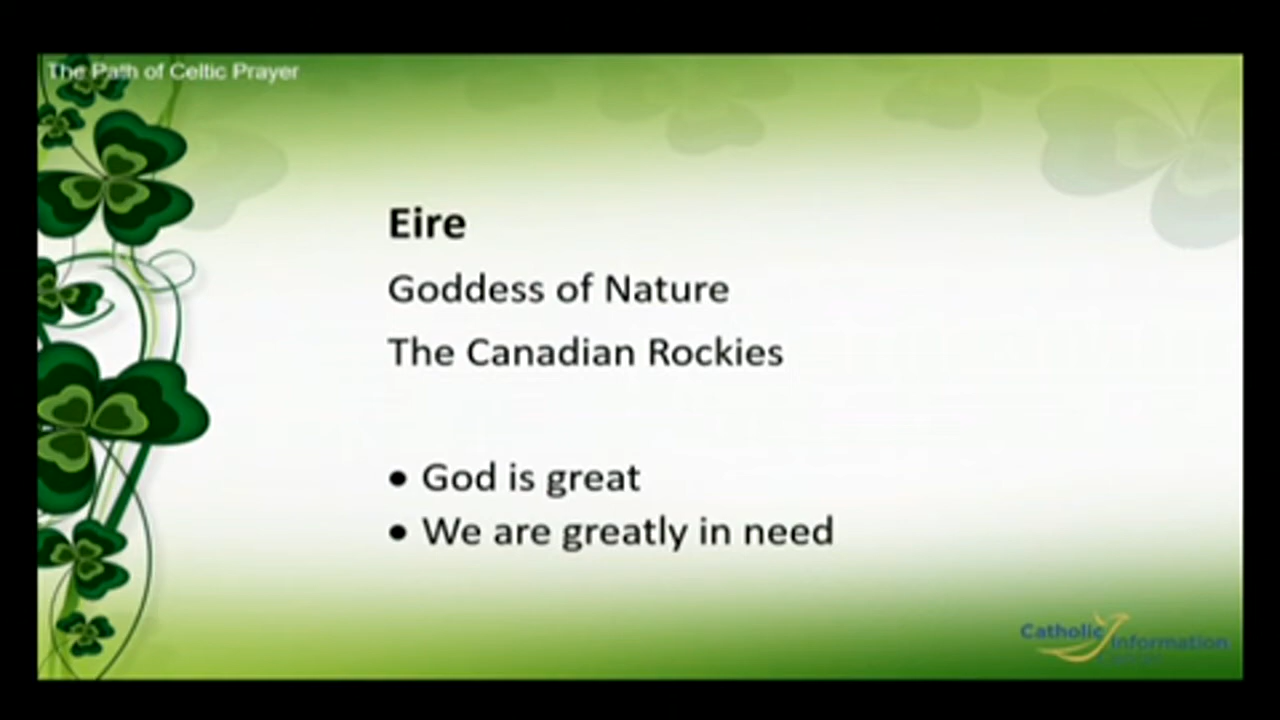 The Path of Celtic Prayer
Eire
Goddess of Nature
The Canadian Rockies
• God is great
• We are greatly in need
Catholic Information